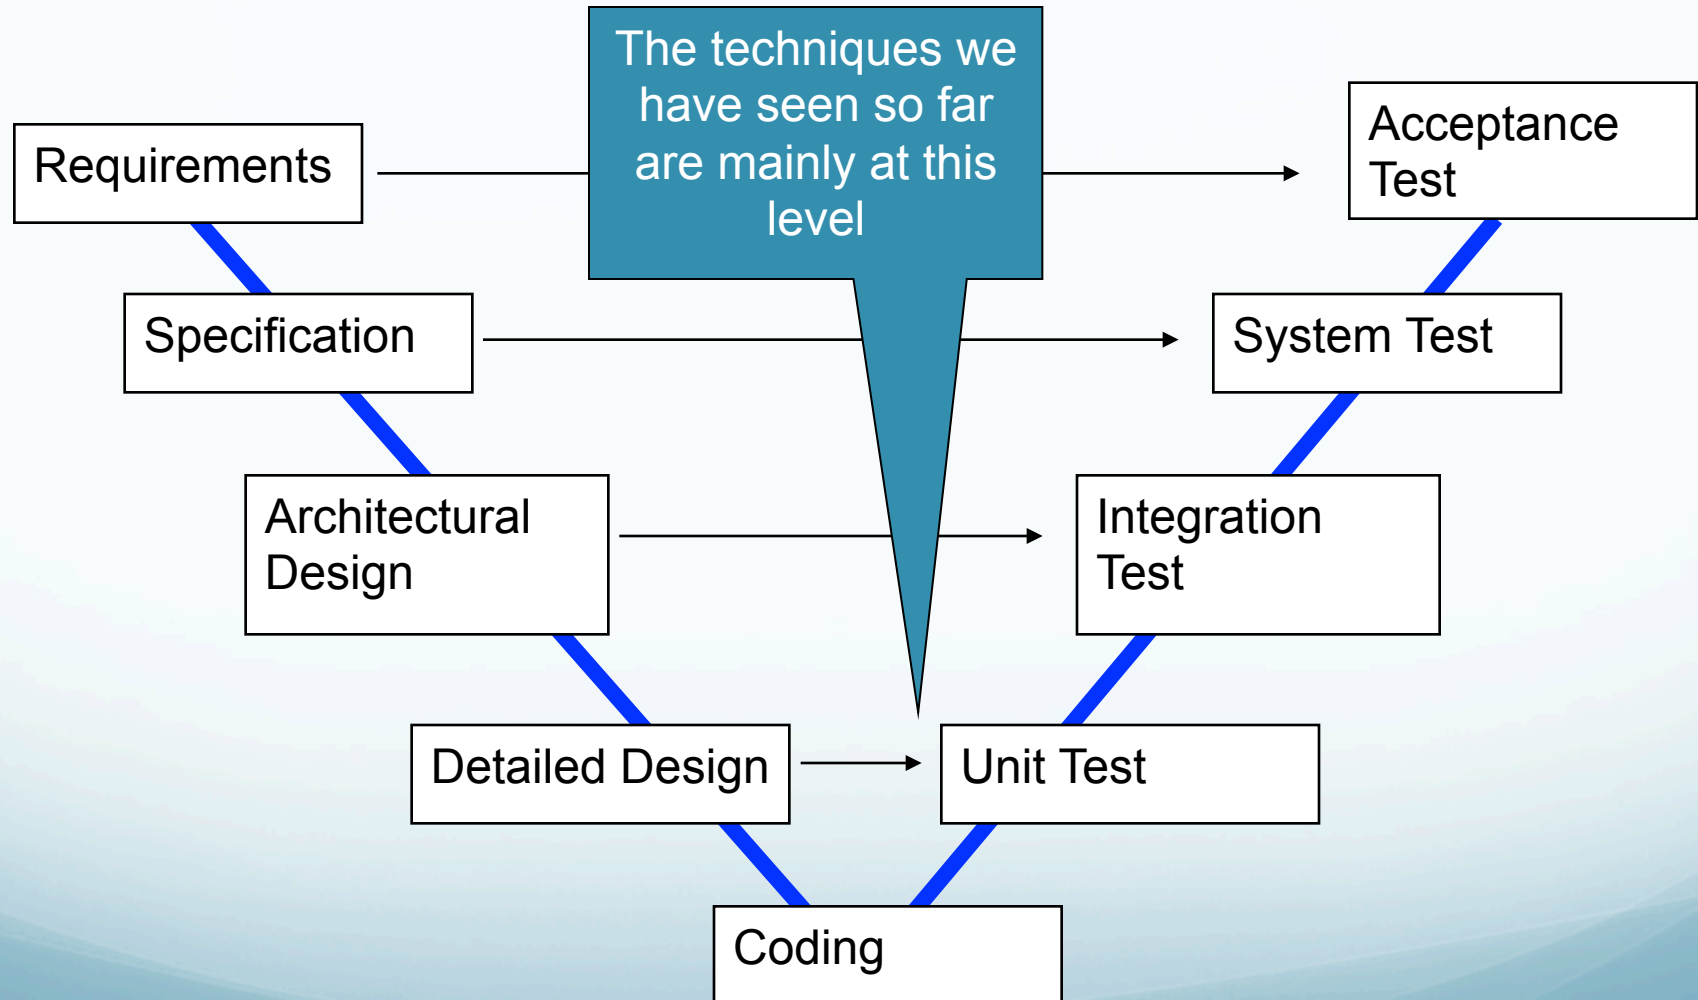 The techniques we
have seen so far
are mainly at this
level
Requirements
Acceptance
Test
Specification
System Test
Architectural
Design
Integration
Test
Detailed Design
Unit Test
Coding